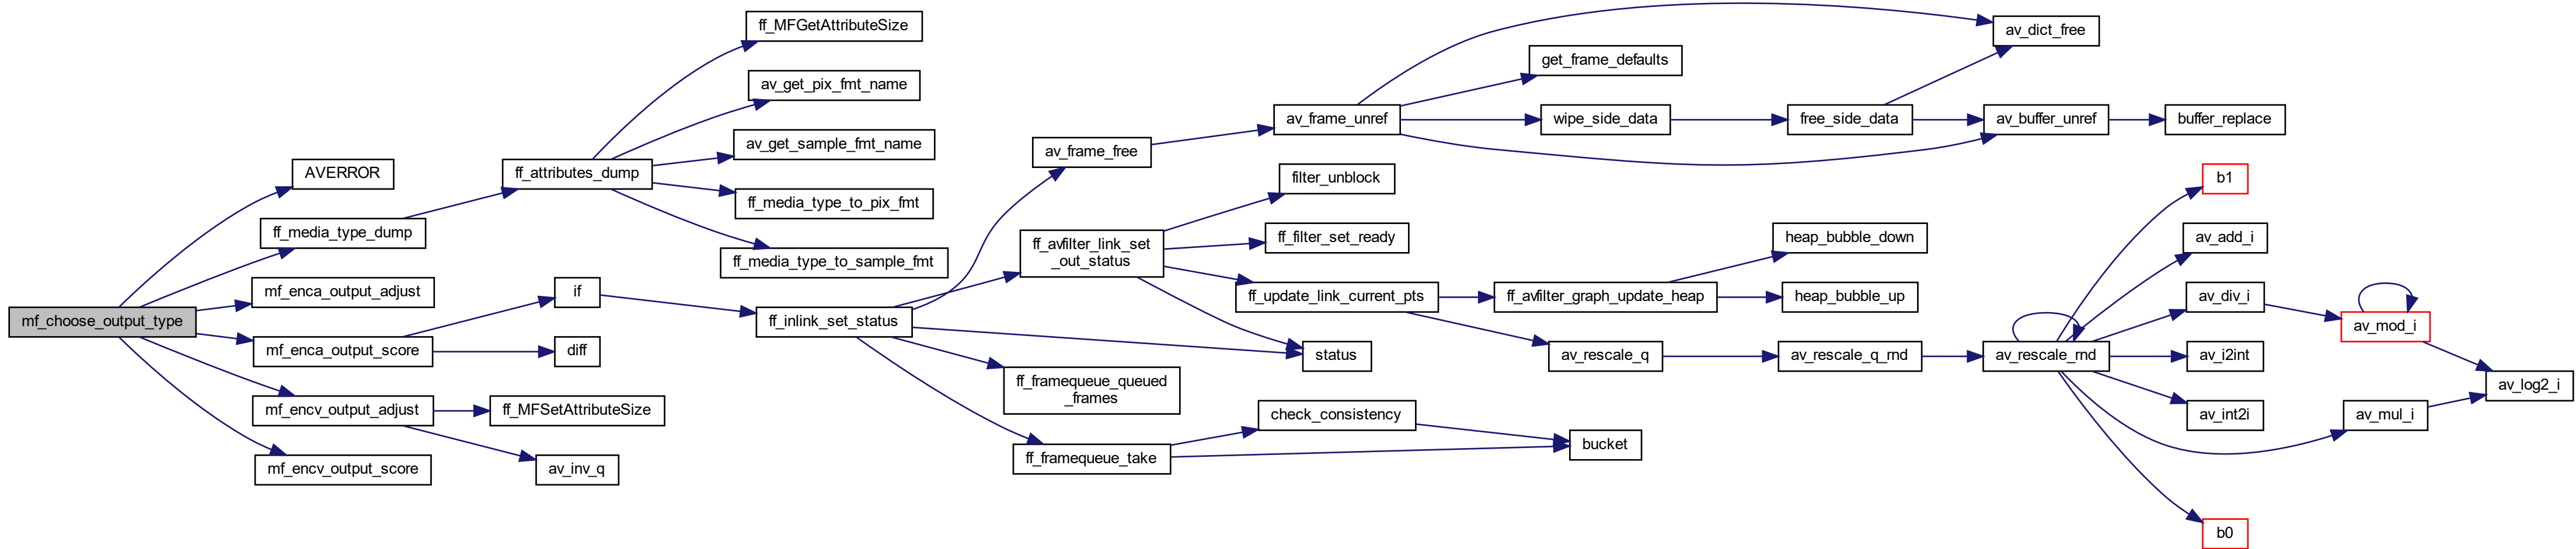 mf_choose_output_type
AVERROR
ff_media_type_dump
mf_enca_output_adjust
mf_enca_output_score
mf_encv_output_adjust
mf_encv_output_score
ff_attributes_dump
if
diff
ff_MFSetAttributeSize
av_inv_q
ff_MFGetAttributeSize
av_get_pix_fmt_name
av_get_sample_fmt_name
ff_media_type_to_pix_fmt
ff_media_type_to_sample_fmt
ff_inlink_set_status
av_frame_free
ff_avfilter_link_set
_out_status
ff_framequeue_queued
_frames
ff_framequeue_take
av_frame_unref
filter_unblock
ff_filter_set_ready
ff_update_link_current_pts
status
check_consistency
get_frame_defaults
wipe_side_data
ff_avfilter_graph_update_heap
av_rescale_q
bucket
free_side_data
heap_bubble_down
heap_bubble_up
av_rescale_q_rnd
av_dict_free
av_buffer_unref
av_rescale_rnd
buffer_replace
b1
av_add_i
av_div_i
av_i2int
av_int2i
b0
av_mod_i
av_mul_i
av_log2_i